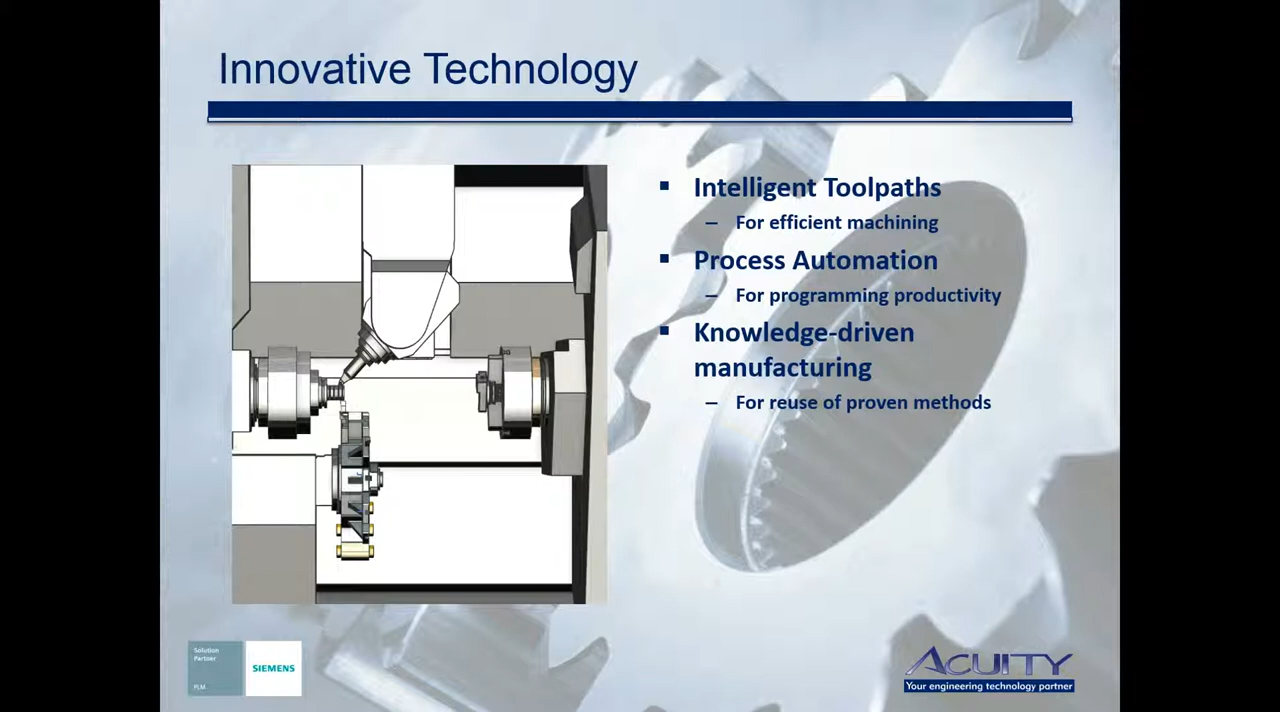 Innovative Technology
▪ Intelligent Toolpaths
– For efficient machining
▪ Process Automation
– For programming productivity
▪ Knowledge-driven
manufacturing
– For reuse of proven methods
Solution
Partner
PLM
SIEMENS
ACUITY
Your engineering technology partner